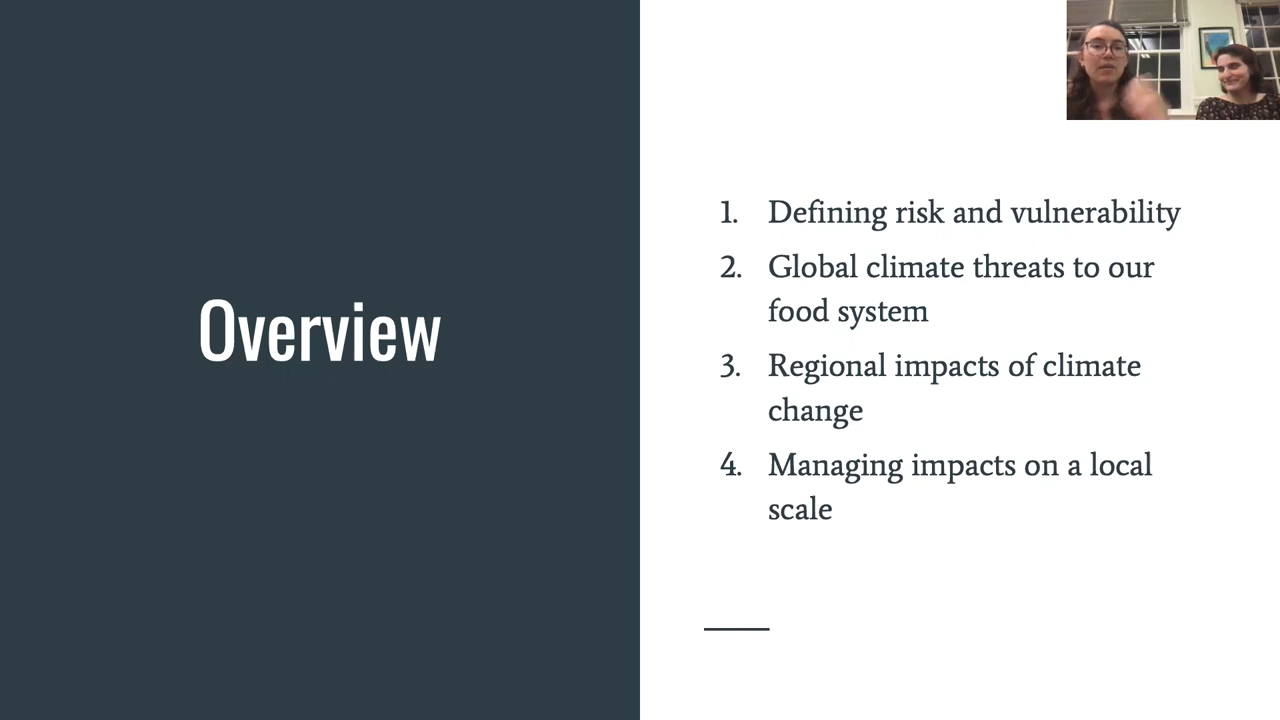 Overview
1. Defining risk and vulnerability
2. Global climate threats to our
food system
3. Regional impacts of climate
change
4. Managing impacts on a local
scale